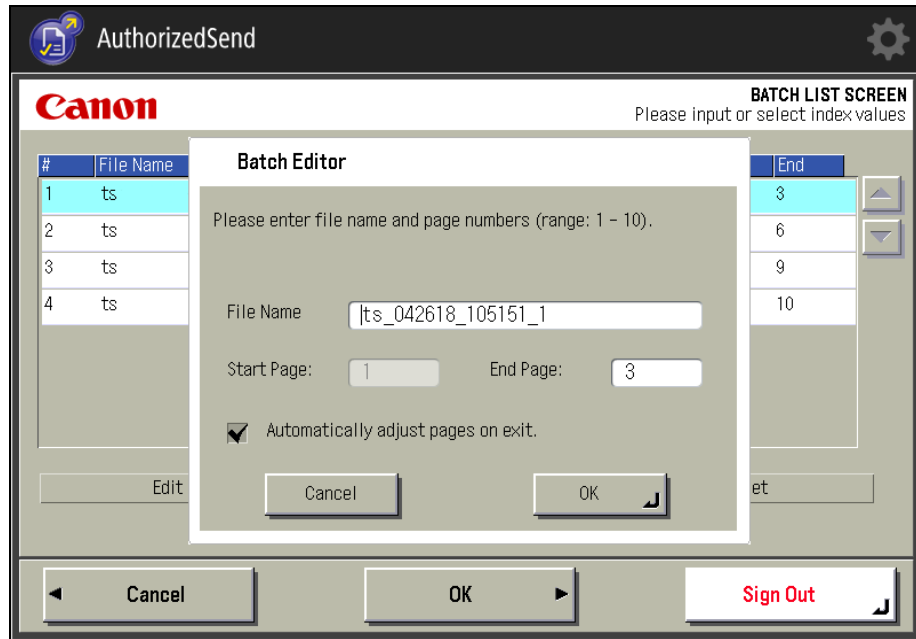 AuthorizedSend
Canon
BATCH LIST SCREEN
Please input or select index values
# File Name End
1 ts 3
2 ts 6
3 ts 9
4 ts 10
Batch Editor
Please enter file name and page numbers (range: 1 - 10).
File Name ts_042618_105151_1
Start Page: 1 End Page: 3
Automatically adjust pages on exit.
Cancel OK
Edit et
Cancel OK Sign Out